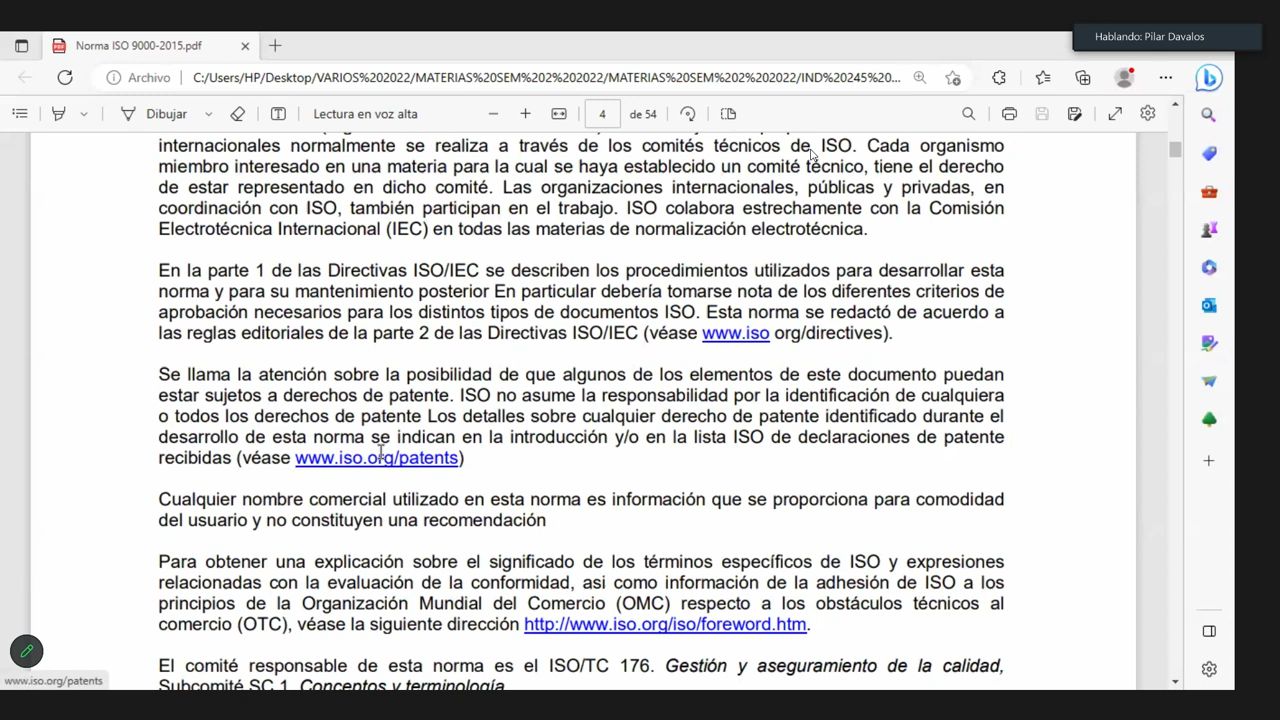 Hablando: Pilar Davalos
Norma ISO 9000-2015.pdf
Archivo
C:/Users/HP/Desktop/VARIOS%202022/MATERIAS%20SEM%202%202022/MATERIAS%20SEM%202%202022/IND%20245%20...
Dibujar
Lectura en voz alta
4
de 54
internacionales normalmente se realiza a través de los comités técnicos de ISO. Cada organismo
miembro interesado en una materia para la cual se haya establecido un comité técnico, tiene el derecho
de estar representado en dicho comité. Las organizaciones internacionales, públicas y privadas, en
coordinación con ISO, también participan en el trabajo. ISO colabora estrechamente con la Comisión
Electrotécnica Internacional (IEC) en todas las materias de normalización electrotécnica.
En la parte 1 de las Directivas ISO/IEC se describen los procedimientos utilizados para desarrollar esta
norma y para su mantenimiento posterior En particular debería tomarse nota de los diferentes criterios de
aprobación necesarios para los distintos tipos de documentos ISO. Esta norma se redactó de acuerdo a
las reglas editoriales de la parte 2 de las Directivas ISO/IEC (véase www.iso org/directives).
Se llama la atención sobre la posibilidad de que algunos de los elementos de este documento puedan
estar sujetos a derechos de patente. ISO no asume la responsabilidad por la identificación de cualquiera
o todos los derechos de patente Los detalles sobre cualquier derecho de patente identificado durante el
desarrollo de esta norma se indican en la introducción y/o en la lista ISO de declaraciones de patente
recibidas (véase www.iso.org/patents)
Cualquier nombre comercial utilizado en esta norma es información que se proporciona para comodidad
del usuario y no constituyen una recomendación
Para obtener una explicación sobre el significado de los términos específicos de ISO y expresiones
relacionadas con la evaluación de la conformidad, asi como información de la adhesión de ISO a los
principios de la Organización Mundial del Comercio (OMC) respecto a los obstáculos técnicos al
comercio (OTC), véase la siguiente dirección http://www.iso.org/iso/foreword.htm.
El comité responsable de esta norma es el ISO/TC 176. Gestión y aseguramiento de la calidad,
Subcomité SC 1, Conceptos y terminología
www.iso.org/patents